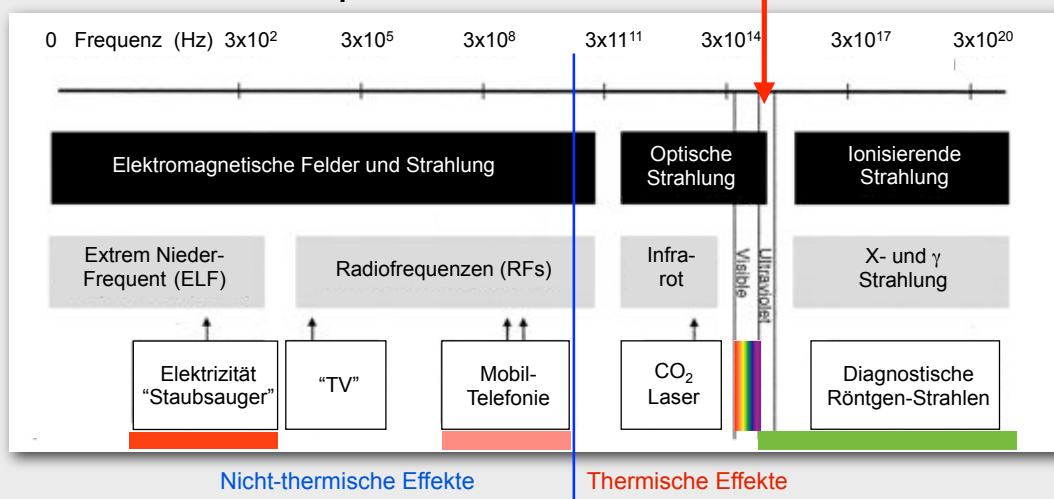 0 Frequenz (Hz) 3x10² 3x10⁵ 3x10⁸ 3x11¹¹ 3x10¹⁴ 3x10¹⁷ 3x10²⁰
Elektromagnetische Felder und Strahlung
Optische
Strahlung
Ionisierende
Strahlung
Extrem Nieder-
Frequent (ELF)
Radiofrequenzen (RFs)
Infra-
rot
Visible
Ultraviolet
X- und γ
Strahlung
Elektrizität
“Staubsauger”
“TV”
Mobil-
Telefonie
CO₂
Laser
Diagnostische
Röntgen-Strahlen
Nicht-thermische Effekte
Thermische Effekte